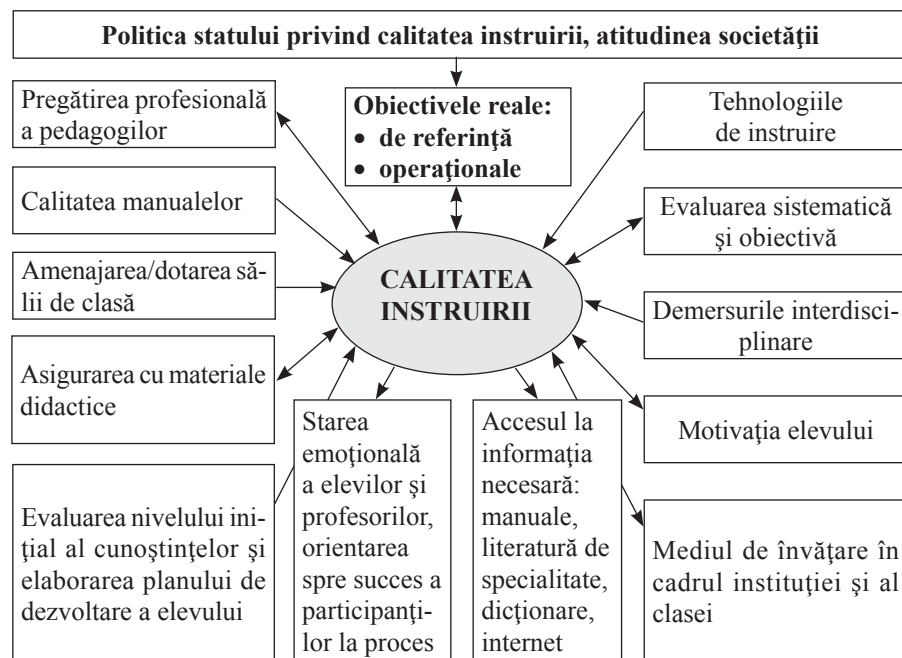 Politica statului privind calitatea instruirii, atitudinea societăţii
Pregătirea profesională
a pedagogilor
Obiectivele reale:
• de referinţă
• operaţionale
Tehnologiile
de instruire
Calitatea manualelor
Evaluarea sistematică
şi obiectivă
Amenajarea/dotarea să-
lii de clasă
CALITATEA
INSTRUIRII
Demersurile interdisci-
plinare
Asigurarea cu materiale
didactice
Motivaţia elevului
Evaluarea nivelului ini-
ţial al cunoştinţelor şi
elaborarea planului de
dezvoltare a elevului
Starea
emoţională
a elevilor şi
profesorilor,
orientarea
spre succes a
participanţi-
lor la proces
Accesul la
informaţia
necesară:
manuale,
literatură de
specialitate,
dicţionare,
internet
Mediul de învăţare în
cadrul instituţiei şi al
clasei